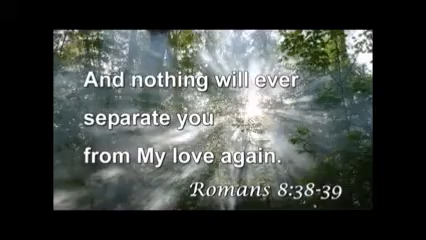 And nothing will ever
separate you
from My love again.
Romans 8:38-39